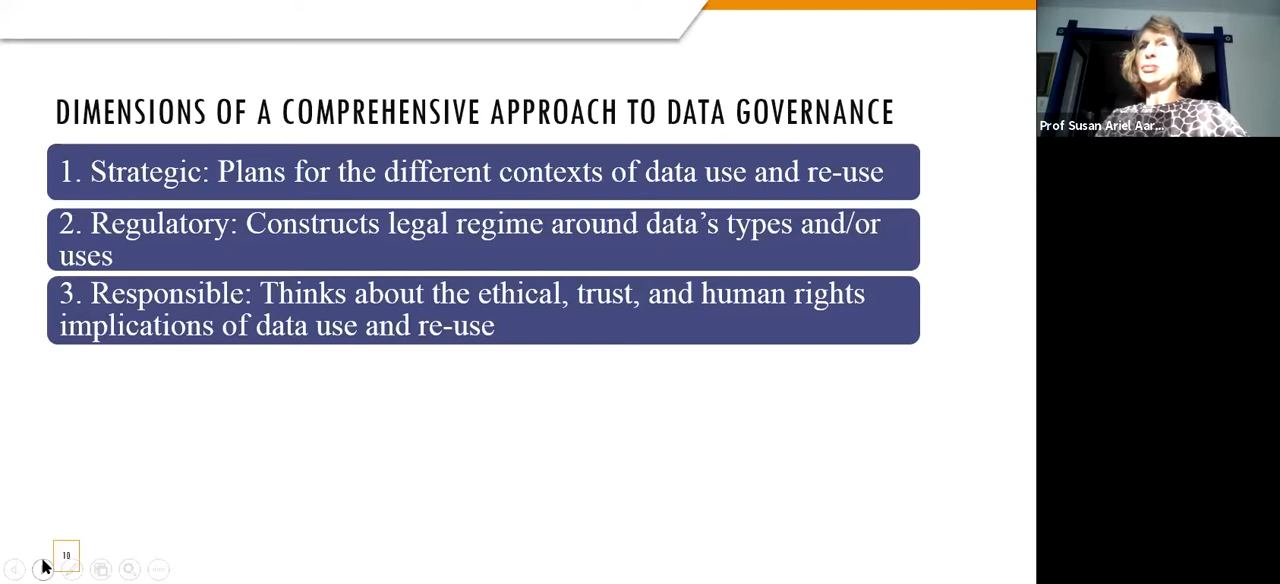 DIMENSIONS OF A COMPREHENSIVE APPROACH TO DATA GOVERNANCE
1. Strategic: Plans for the different contexts of data use and re-use
2. Regulatory: Constructs legal regime around data’s types and/or
uses
3. Responsible: Thinks about the ethical, trust, and human rights
implications of data use and re-use
10
Prof Susan Ariel Aar...